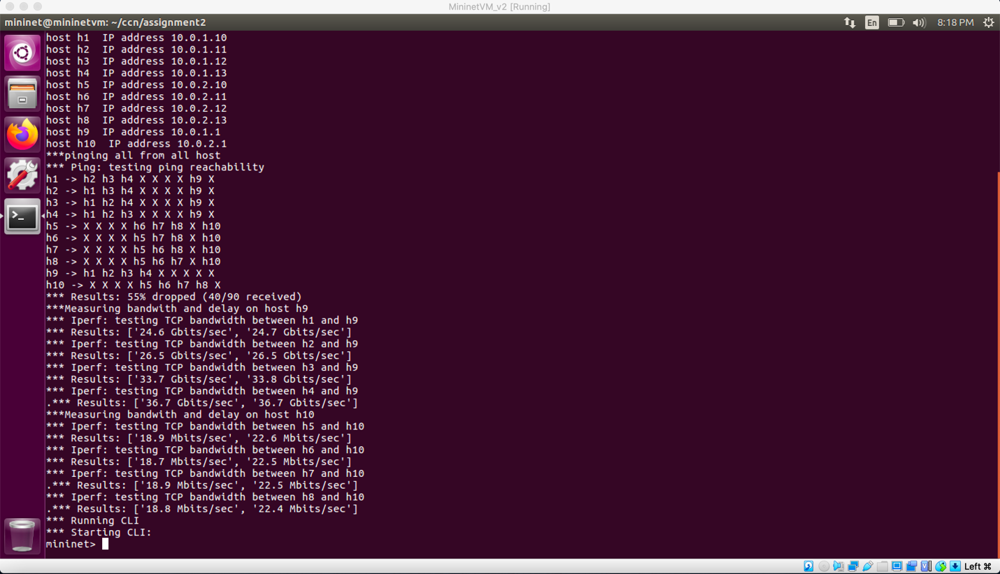 MininetVM_v2 [Running]
mininet@mininetvm: ~/ccn/assignment2
En
8:18 PM
host h1  IP address 10.0.1.10
host h2  IP address 10.0.1.11
host h3  IP address 10.0.1.12
host h4  IP address 10.0.1.13
host h5  IP address 10.0.2.10
host h6  IP address 10.0.2.11
host h7  IP address 10.0.2.12
host h8  IP address 10.0.2.13
host h9  IP address 10.0.1.1
host h10  IP address 10.0.2.1
***pinging all from all host
*** Ping: testing ping reachability
h1 -> h2 h3 h4 X X X X h9 X
h2 -> h1 h3 h4 X X X X h9 X
h3 -> h1 h2 h4 X X X X h9 X
h4 -> h1 h2 h3 X X X X h9 X
h5 -> X X X X h6 h7 h8 X h10
h6 -> X X X X h5 h7 h8 X h10
h7 -> X X X X h5 h6 h8 X h10
h8 -> X X X X h5 h6 h7 X h10
h9 -> h1 h2 h3 h4 X X X X X
h10 -> X X X X h5 h6 h7 h8 X
*** Results: 55% dropped (40/90 received)
***Measuring bandwith and delay on host h9
*** Iperf: testing TCP bandwidth between h1 and h9
*** Results: ['24.6 Gbits/sec', '24.7 Gbits/sec']
*** Iperf: testing TCP bandwidth between h2 and h9
*** Results: ['26.5 Gbits/sec', '26.5 Gbits/sec']
*** Iperf: testing TCP bandwidth between h3 and h9
*** Results: ['33.7 Gbits/sec', '33.8 Gbits/sec']
*** Iperf: testing TCP bandwidth between h4 and h9
.*** Results: ['36.7 Gbits/sec', '36.7 Gbits/sec']
***Measuring bandwith and delay on host h10
*** Iperf: testing TCP bandwidth between h5 and h10
*** Results: ['18.9 Mbits/sec', '22.6 Mbits/sec']
*** Iperf: testing TCP bandwidth between h6 and h10
*** Results: ['18.7 Mbits/sec', '22.5 Mbits/sec']
*** Iperf: testing TCP bandwidth between h7 and h10
.*** Results: ['18.9 Mbits/sec', '22.5 Mbits/sec']
*** Iperf: testing TCP bandwidth between h8 and h10
.*** Results: ['18.8 Mbits/sec', '22.4 Mbits/sec']
*** Running CLI
*** Starting CLI:
mininet>
Left ⌘